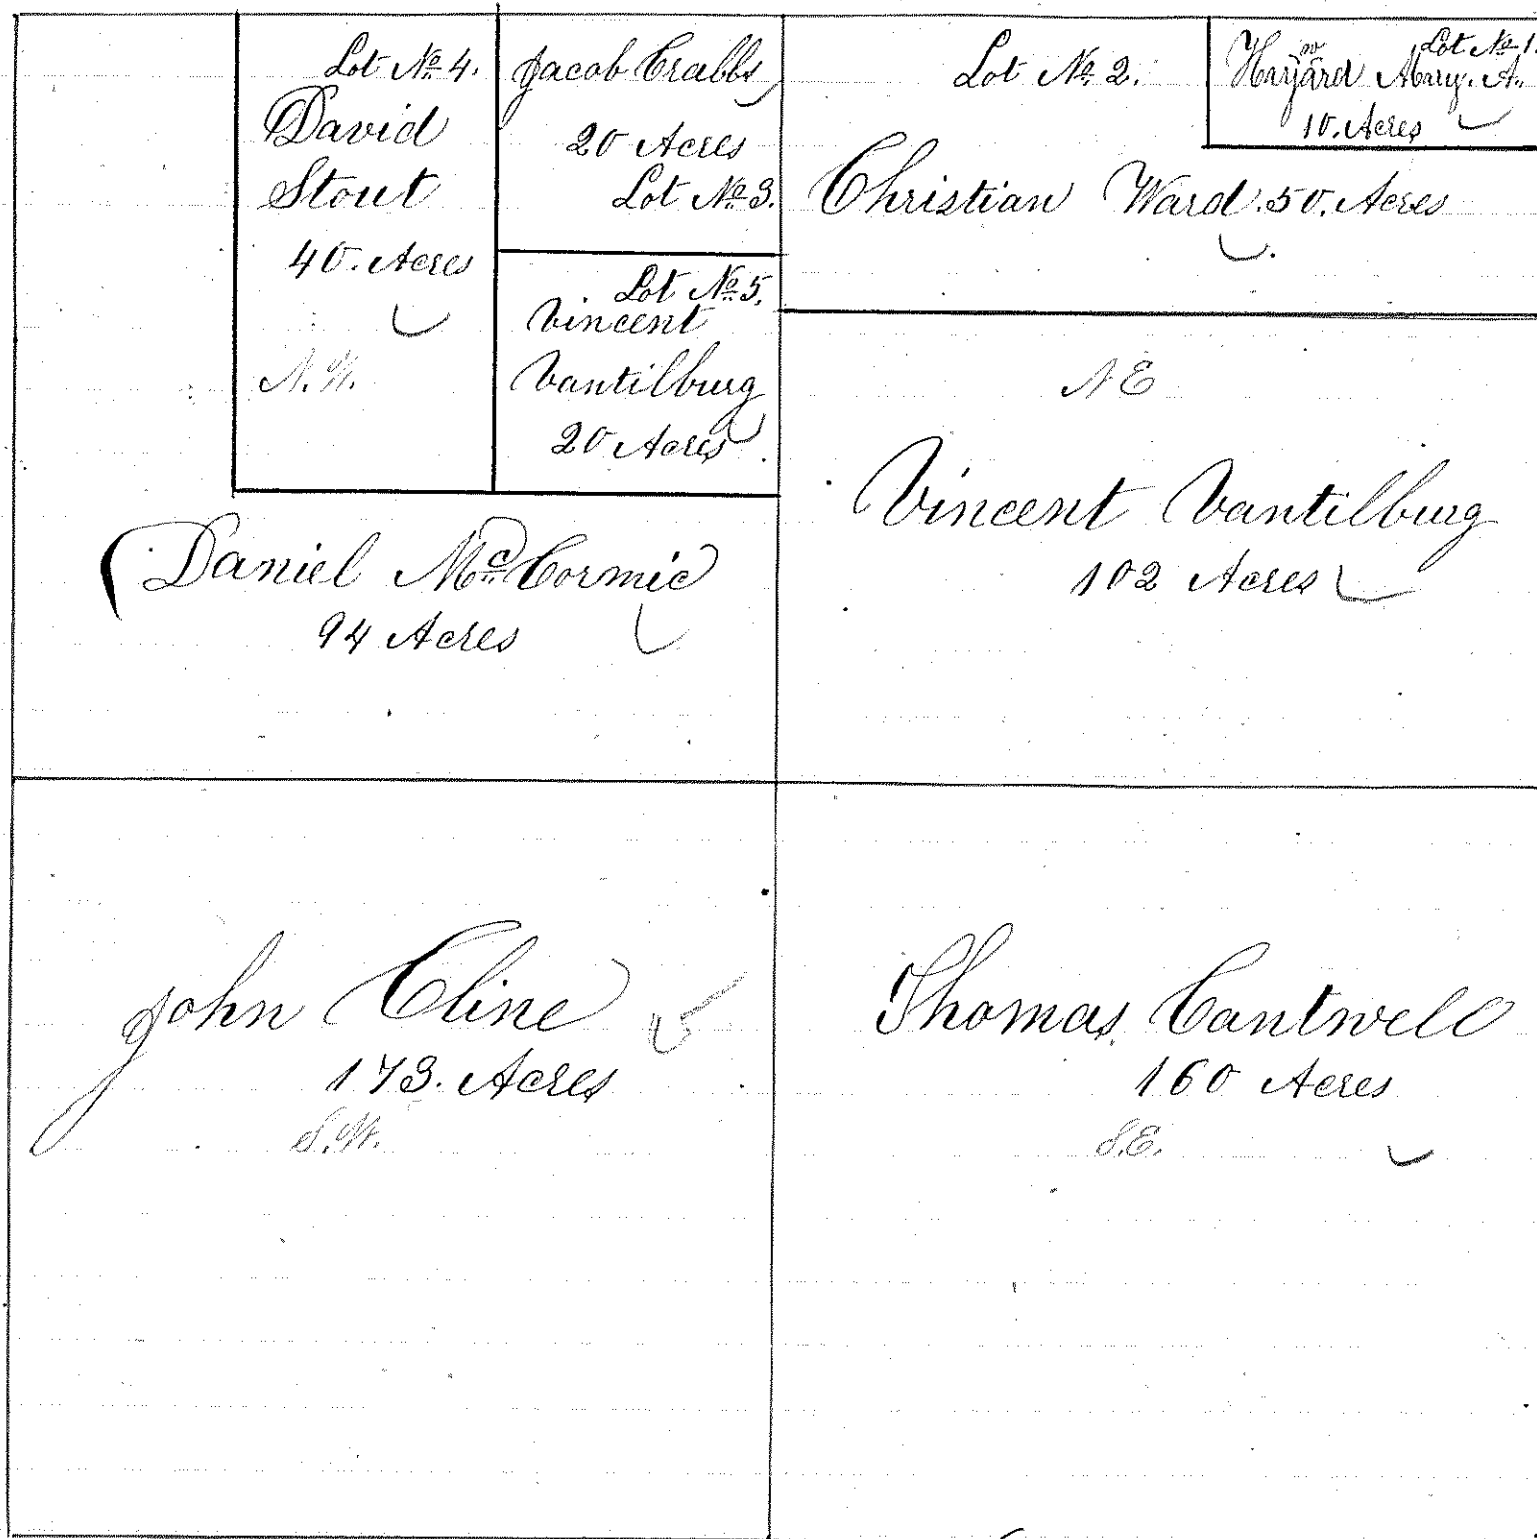 Lot No 4.
David
Stout
40. Acres
N. W.
Jacob Crabbs
20 Acres
Lot No 3.
Lot No 5.
Vincent
Vantilburg
20 Acres
Lot No 2.
Christian Ward. 50. Acres
Lot No 1.
Mary. A.
10. Acres
N E
Vincent Vantilburg
102 Acres
Daniel McCormic
94 Acres
John Cline
173. Acres
S. W.
Thomas Cantwell
160 Acres
S. E.